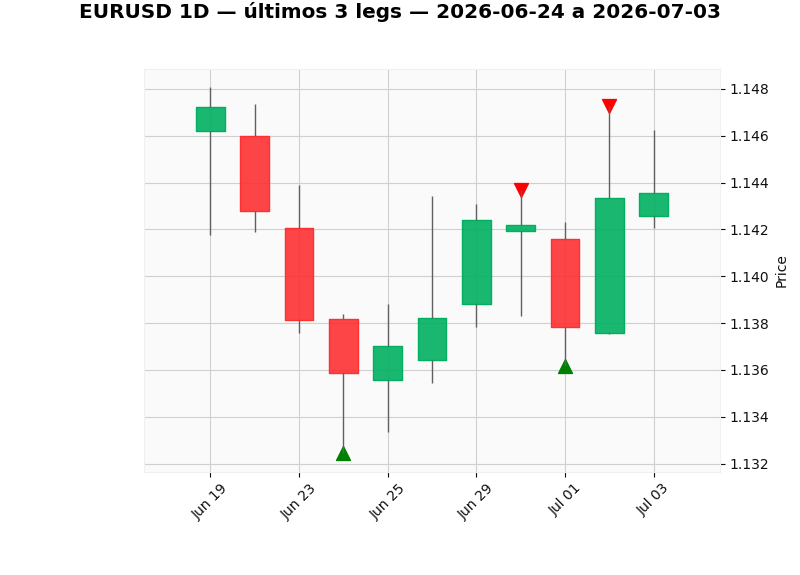 EURUSD 1D — últimos 3 legs — 2026-06-24 a 2026-07-03
1.148
1.146
1.144
1.142
1.140
1.138
1.136
1.134
1.132
Price
Jun 19
Jun 23
Jun 25
Jun 29
Jul 01
Jul 03